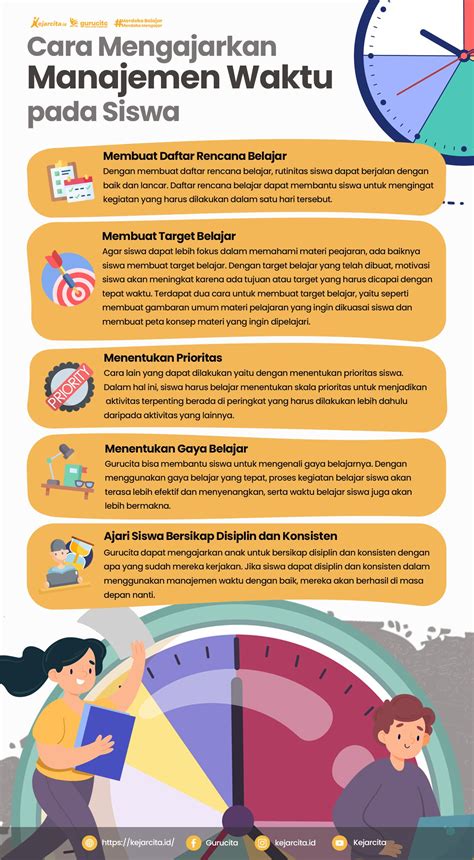 Kejarcita.id gurucita #Merdeka Belajar
Merdeka Mengajar
Cara Mengajarkan
Manajemen Waktu
pada Siswa
Membuat Daftar Rencana Belajar
Dengan membuat daftar rencana belajar, rutinitas siswa dapat berjalan dengan
baik dan lancar. Daftar rencana belajar dapat membantu siswa untuk mengingat
kegiatan yang harus dilakukan dalam satu hari tersebut.
Membuat Target Belajar
Agar siswa dapat lebih fokus dalam memahami materi peajaran, ada baiknya
siswa membuat target belajar. Dengan target belajar yang telah dibuat, motivasi
siswa akan meningkat karena ada tujuan atau target yang harus dicapai dengan
tepat waktu. Terdapat dua cara untuk membuat target belajar, yaitu seperti
membuat gambaran umum materi pelajaran yang ingin dikuasai siswa dan
membuat peta konsep materi yang ingin dipelajari.
PRIORITY
Menentukan Prioritas
Cara lain yang dapat dilakukan yaitu dengan menentukan prioritas siswa.
Dalam hal ini, siswa harus belajar menentukan skala prioritas untuk menjadikan
aktivitas terpenting berada di peringkat yang harus dilakukan lebih dahulu
daripada aktivitas yang lainnya.
Menentukan Gaya Belajar
Gurucita bisa membantu siswa untuk mengenali gaya belajarnya. Dengan
menggunakan gaya belajar yang tepat, proses kegiatan belajar siswa akan
terasa lebih efektif dan menyenangkan, serta waktu belajar siswa juga akan
lebih bermakna.
Ajari Siswa Bersikap Disiplin dan Konsisten
Gurucita dapat mengajarkan anak untuk bersikap disiplin dan konsisten dengan
apa yang sudah mereka kerjakan. Jika siswa dapat disiplin dan konsisten dalam
menggunakan manajemen waktu dengan baik, mereka akan berhasil di masa
depan nanti.
https://kejarcita.id/ Gurucita kejarcita.id Kejarcita